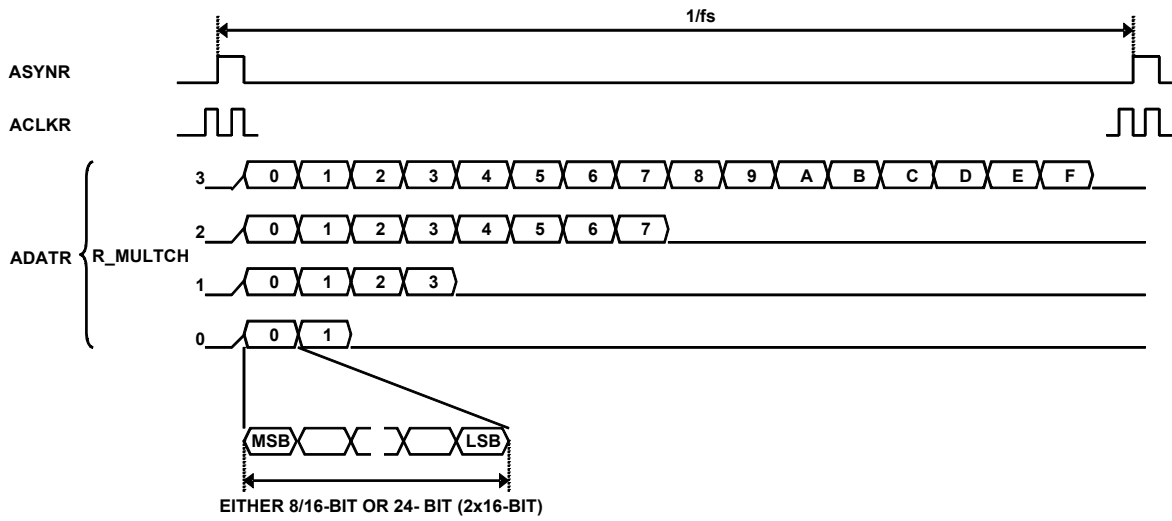 1/fs
ASYNR
ACLKR
3 0 1 2 3 4 5 6 7 8 9 A B C D E F
2 0 1 2 3 4 5 6 7
ADATR R_MULTCH
1 0 1 2 3
0 0 1
MSB LSB
EITHER 8/16-BIT OR 24- BIT (2x16-BIT)